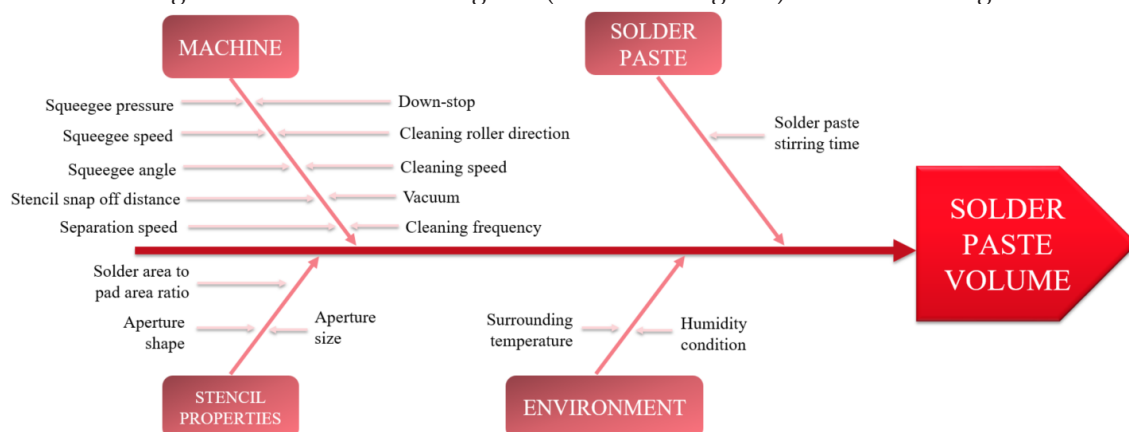 MACHINE
SOLDER
PASTE
Squeegee pressure
Down-stop
Squeegee speed
Cleaning roller direction
Squeegee angle
Cleaning speed
Stencil snap off distance
Vacuum
Separation speed
Cleaning frequency
Solder paste
stirring time
SOLDER
PASTE
VOLUME
Solder area to
pad area ratio
Aperture
shape
Aperture
size
Surrounding
temperature
Humidity
condition
STENCIL
PROPERTIES
ENVIRONMENT